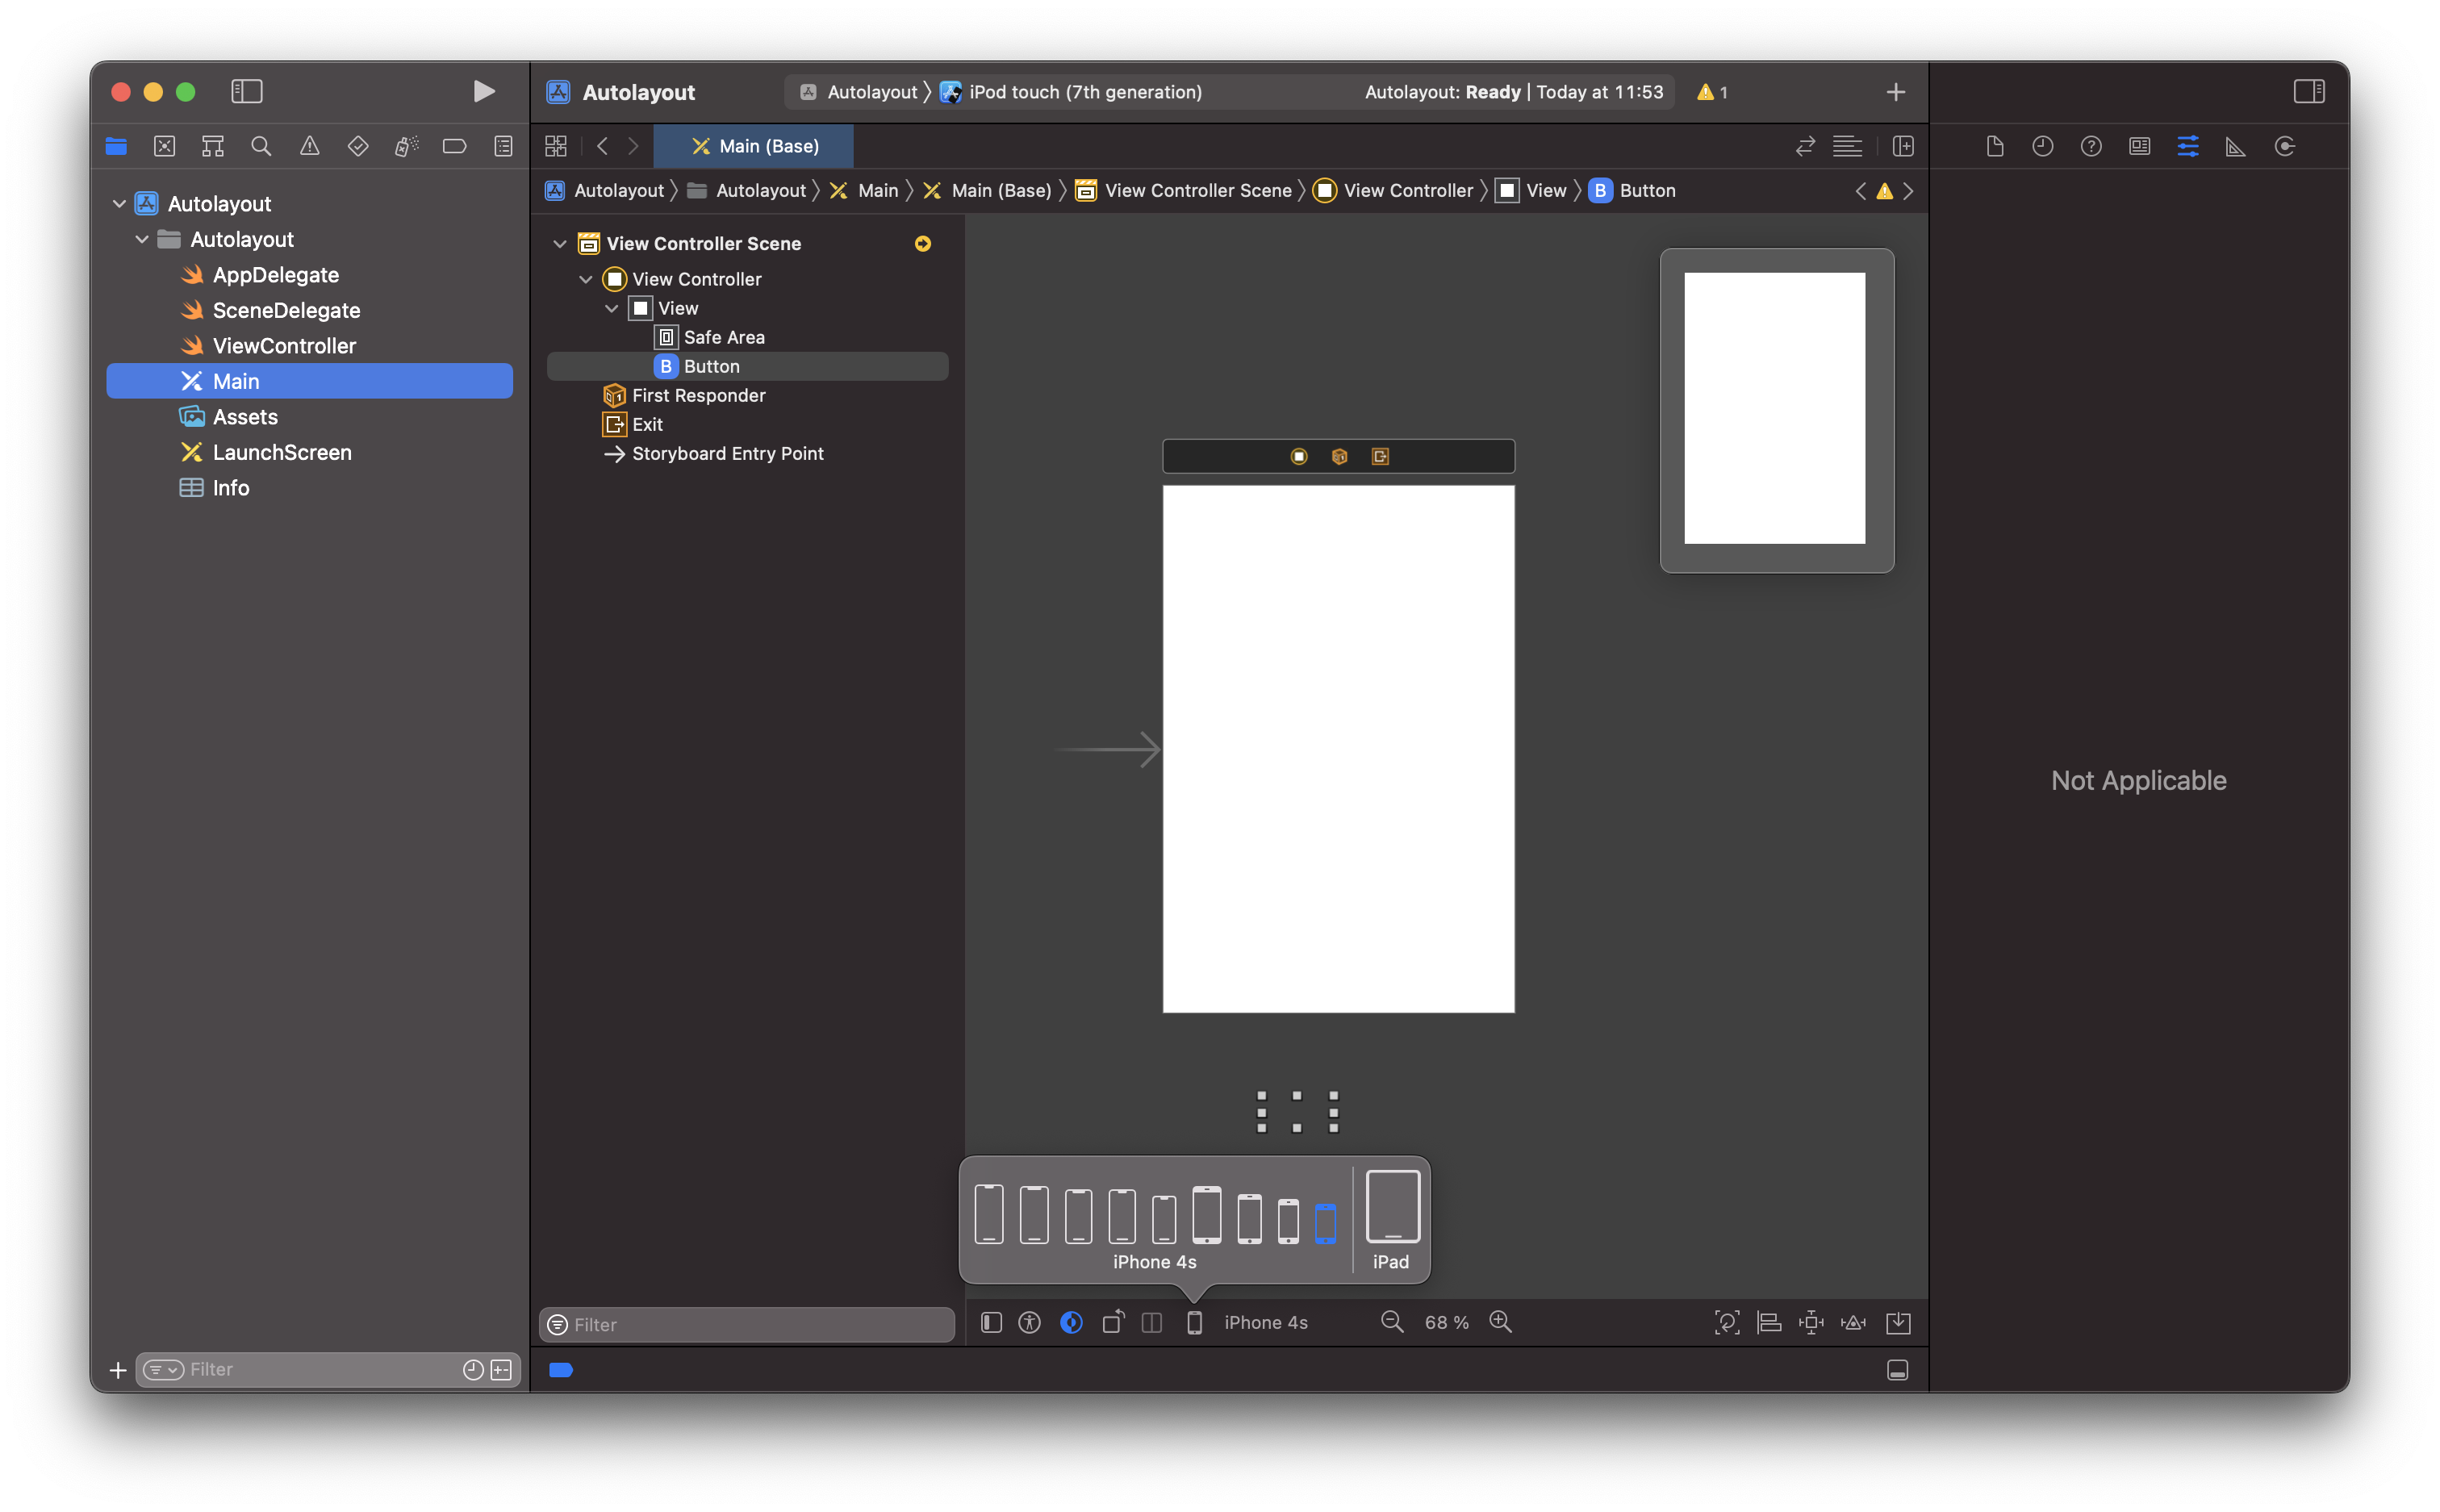 Autolayout
Autolayout
iPod touch (7th generation)
Autolayout: Ready | Today at 11:53
1
Main (Base)
Autolayout
Autolayout
Main
Main (Base)
View Controller Scene
View Controller
View
B
Button
Autolayout
Autolayout
AppDelegate
SceneDelegate
ViewController
Main
Assets
LaunchScreen
Info
View Controller Scene
View Controller
View
Safe Area
B
Button
First Responder
Exit
Storyboard Entry Point
Not Applicable
iPhone 4s
iPad
Filter
iPhone 4s
68 %
Filter